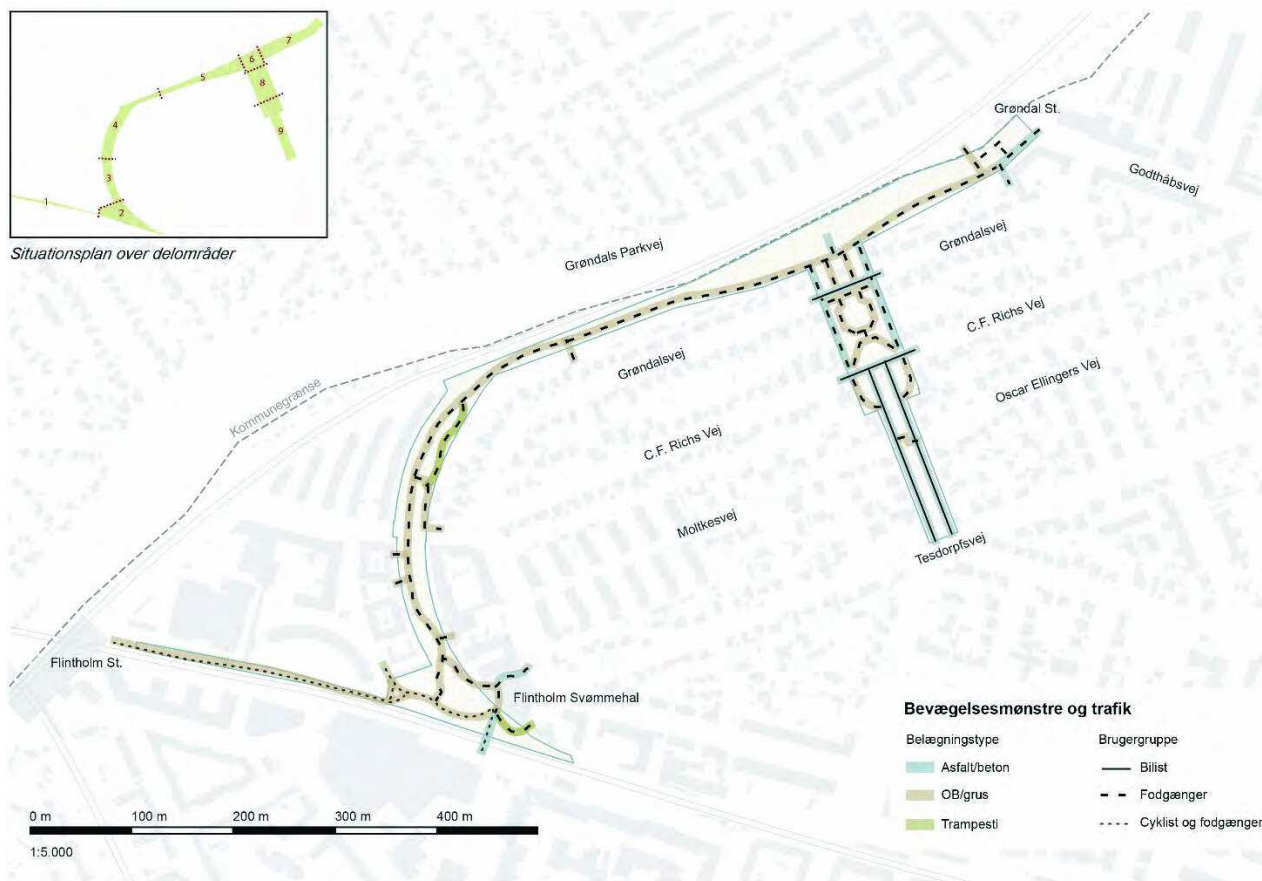 7
6
5
8
4
9
3
1
2
Situationsplan over delområder
Grøndal St.
Godthåbsvej
Grøndals Parkvej
Grøndalsvej
C.F. Richs Vej
Grøndalsvej
Oscar Ellingers Vej
Kommunegrænse
C.F. Richs Vej
Moltkesvej
Tesdorpfsvej
Flintholm St.
Flintholm Svømmehal
Bevægelsesmønstre og trafik
Belægningstype
Brugergruppe
Asfalt/beton
Bilist
OB/grus
Fodgænger
Trampesti
Cyklist og fodgænger
0 m 100 m 200 m 300 m 400 m
1:5.000